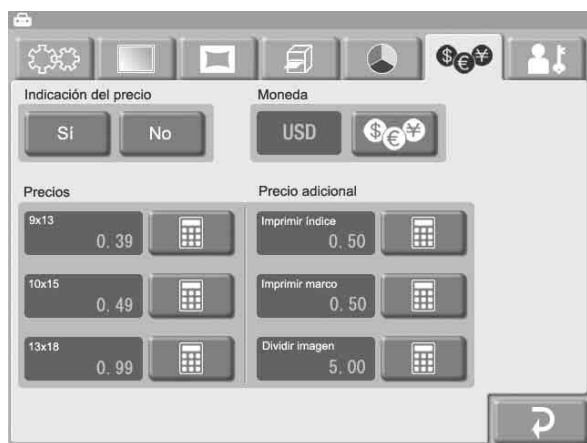 Indicación del precio
Moneda
Sí
No
USD
Precios
Precio adicional
9x13
0.39
Imprimir índice
0.50
10x15
0.49
Imprimir marco
0.50
13x18
0.99
Dividir imagen
5.00